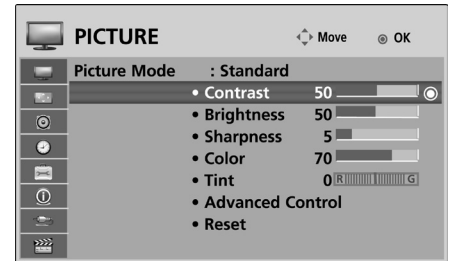 PICTURE Move OK
Picture Mode : Standard
• Contrast 50
• Brightness 50
• Sharpness 5
• Color 70
• Tint 0 R G
• Advanced Control
• Reset